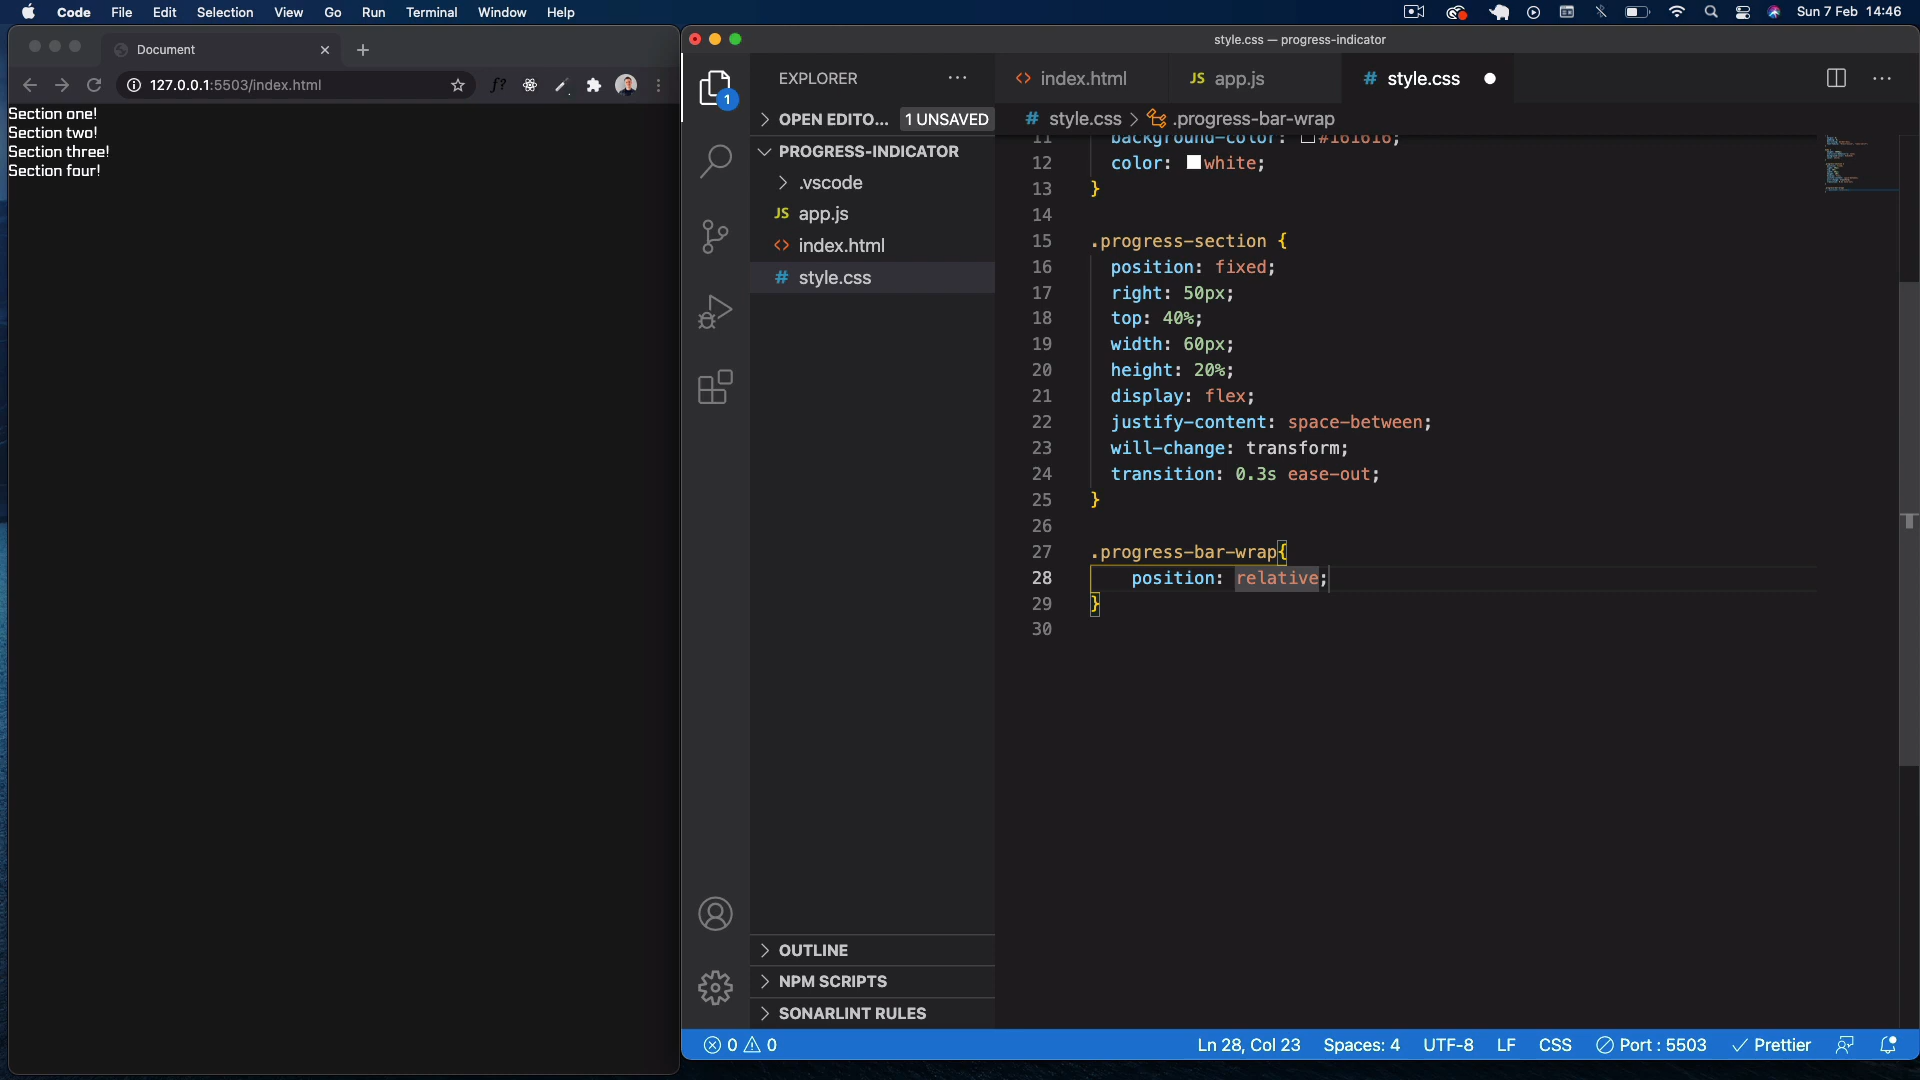 Code File Edit Selection View Go Run Terminal Window Help
Sun 7 Feb 14:46
Document
127.0.0.1:5503/index.html
Section one!
Section two!
Section three!
Section four!
style.css — progress-indicator
1
EXPLORER
OPEN EDITO... 1 UNSAVED
PROGRESS-INDICATOR
.vscode
JS app.js
<> index.html
# style.css
OUTLINE
NPM SCRIPTS
SONARLINT RULES
<> index.html
JS app.js
# style.css
# style.css > .progress-bar-wrap
11 background-color: #161616;
12 color: white;
13 }
14
15 .progress-section {
16 position: fixed;
17 right: 50px;
18 top: 40%;
19 width: 60px;
20 height: 20%;
21 display: flex;
22 justify-content: space-between;
23 will-change: transform;
24 transition: 0.3s ease-out;
25 }
26
27 .progress-bar-wrap{
28 position: relative;
29 }
30
0 0
Ln 28, Col 23 Spaces: 4 UTF-8 LF CSS Port : 5503 Prettier